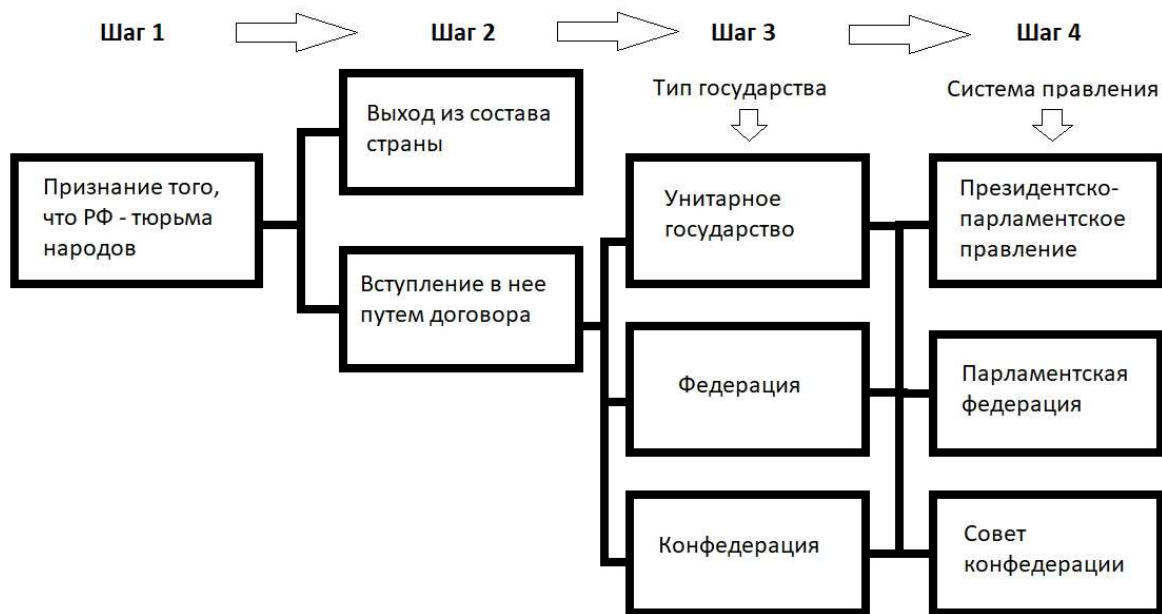 Шаг 1
Шаг 2
Шаг 3
Шаг 4
Тип государства
Система правления
Признание того,
что РФ - тюрьма
народов
Выход из состава
страны
Вступление в нее
путем договора
Унитарное
государство
Федерация
Конфедерация
Президентско-
парламентское
правление
Парламентская
федерация
Совет
конфедерации